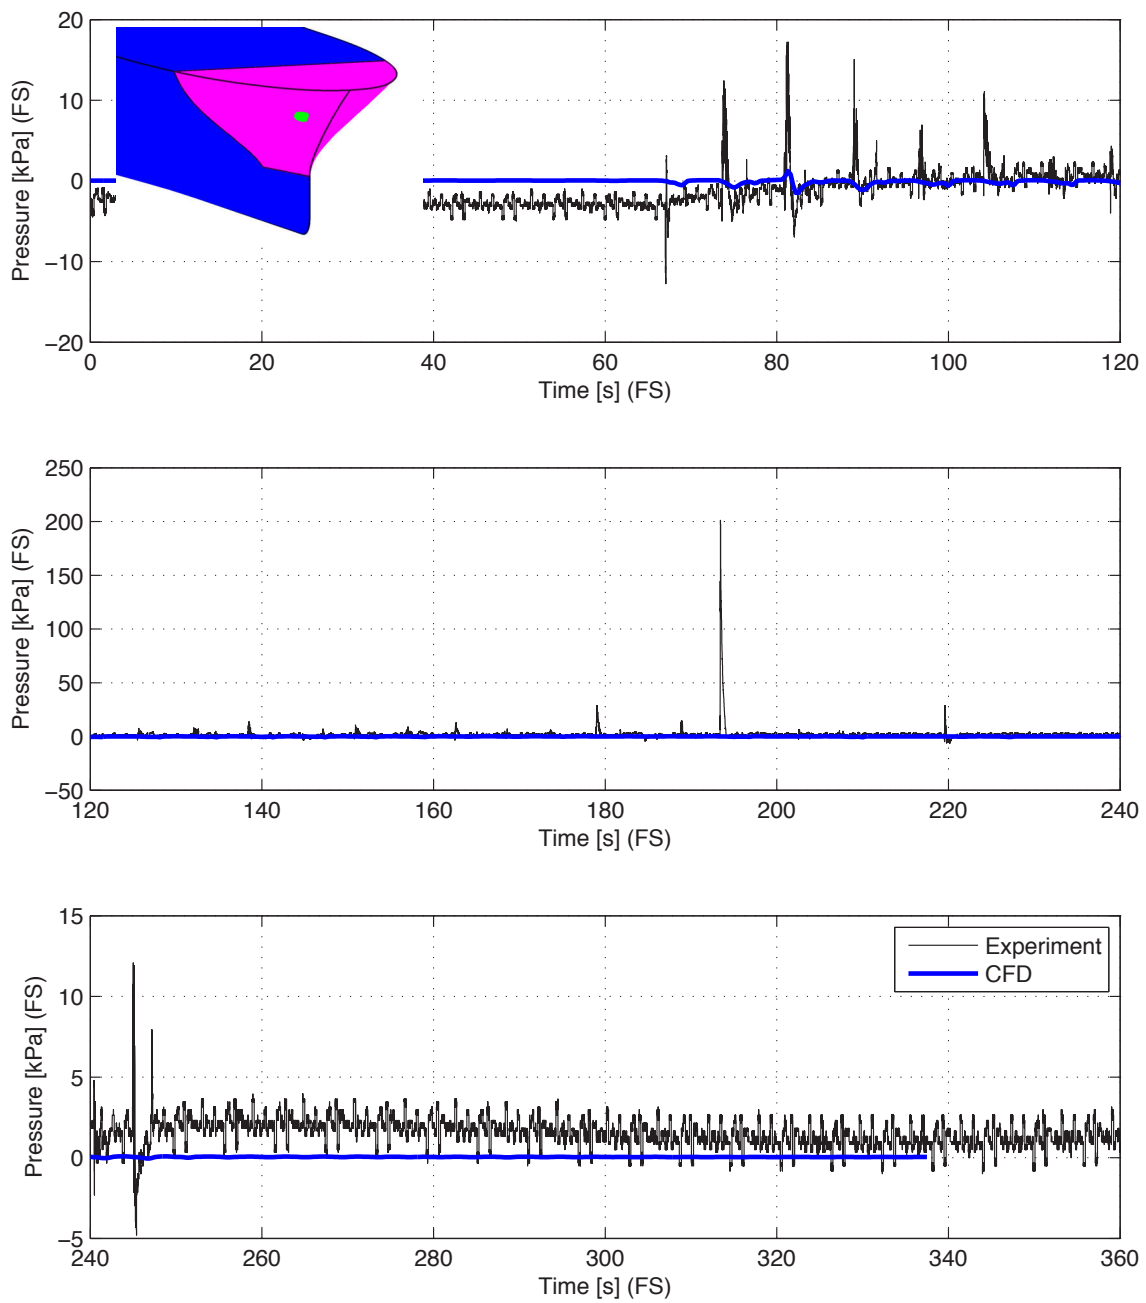 20
10
0
−10
−20
Pressure [kPa] (FS)
0 20 40 60 80 100 120
Time [s] (FS)
250
200
150
100
50
0
−50
Pressure [kPa] (FS)
120 140 160 180 200 220 240
Time [s] (FS)
15
10
5
0
−5
Pressure [kPa] (FS)
Experiment
CFD
240 260 280 300 320 340 360
Time [s] (FS)